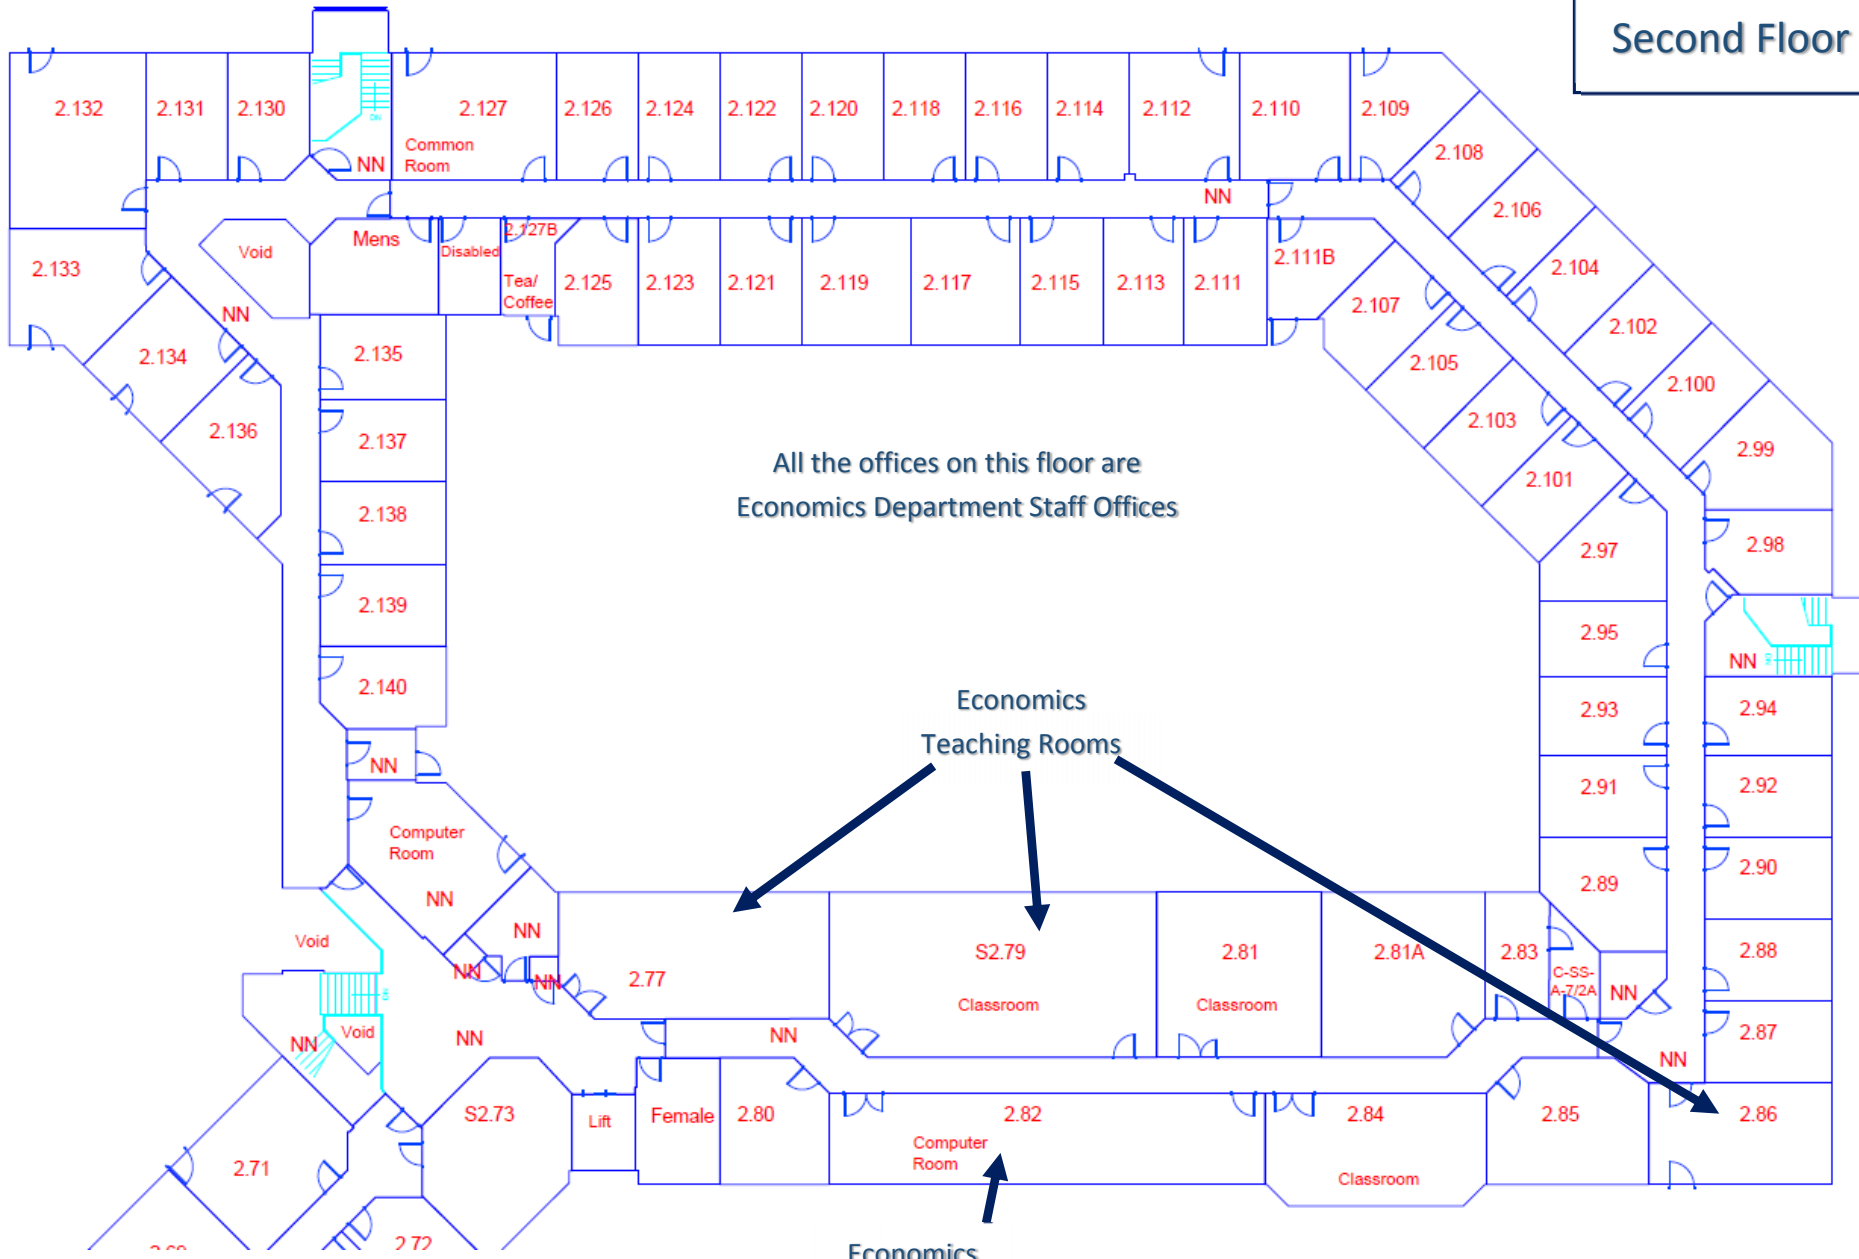 Second Floor
2.132
2.131
2.130
NN
2.127
Common
Room
2.126
2.124
2.122
2.120
2.118
2.116
2.114
2.112
2.110
2.109
2.108
2.106
2.104
2.102
2.100
2.99
2.98
NN
Void
Mens
Disabled
2.127B
Tea/
Coffee
2.125
2.123
2.121
2.119
2.117
2.115
2.113
2.111
2.111B
2.107
2.105
2.103
2.101
2.97
2.95
2.93
2.91
2.89
NN
2.94
2.92
2.90
2.88
2.87
2.86
2.133
NN
2.134
2.136
2.135
2.137
2.138
2.139
2.140
NN
All the offices on this floor are
Economics Department Staff Offices
Economics
Teaching Rooms
Computer
Room
NN
NN
NN
NN
2.77
S2.79
Classroom
2.81
Classroom
2.81A
2.83
C-SS-
A-7/2A
NN
NN
Void
Void
NN
NN
NN
S2.73
Lift
Female
2.80
2.82
Computer
Room
2.84
Classroom
2.85
2.71
2.72
Economics